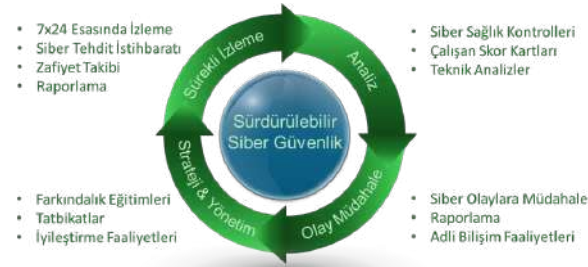 • 7x24 Esasında İzleme
• Siber Tehdit İstihbaratı
• Zafiyet Takibi
• Raporlama
• Siber Sağlık Kontrolleri
• Çalışan Skor Kartları
• Teknik Analizler
Sürekli İzleme
Analiz
Sürdürülebilir
Siber Güvenlik
Strateji & Yönetim
Olay Müdahale
• Farkındalık Eğitimleri
• Tatbikatlar
• İyileştirme Faaliyetleri
• Siber Olaylara Müdahale
• Raporlama
• Adli Bilişim Faaliyetleri